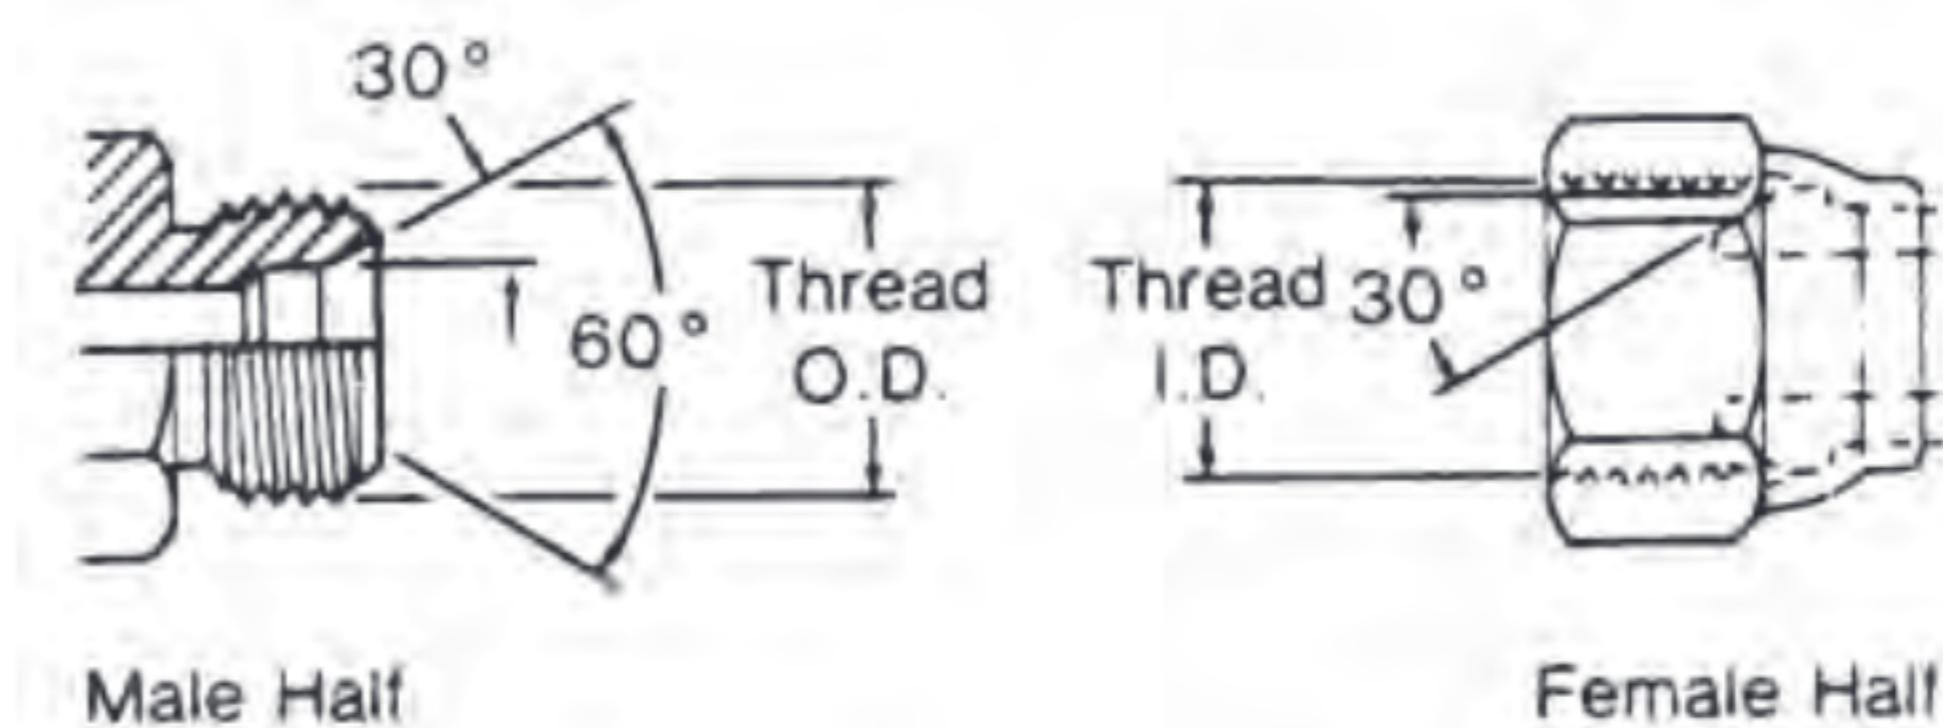 30°
60°
Thread
O.D.
Thread
I.D.
30°
Male Half
Female Half